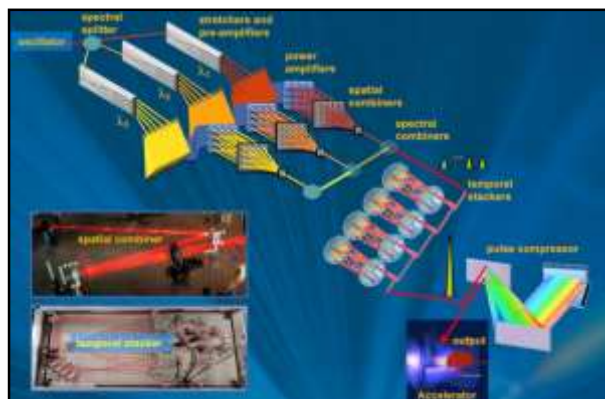 spectral
splitter
oscillator
stretchers and
pre-amplifiers
power
amplifiers
spatial
combiners
spectral
combiners
temporal
stackers
pulse compressor
spatial combiner
temporal stacker
output
Accelerator